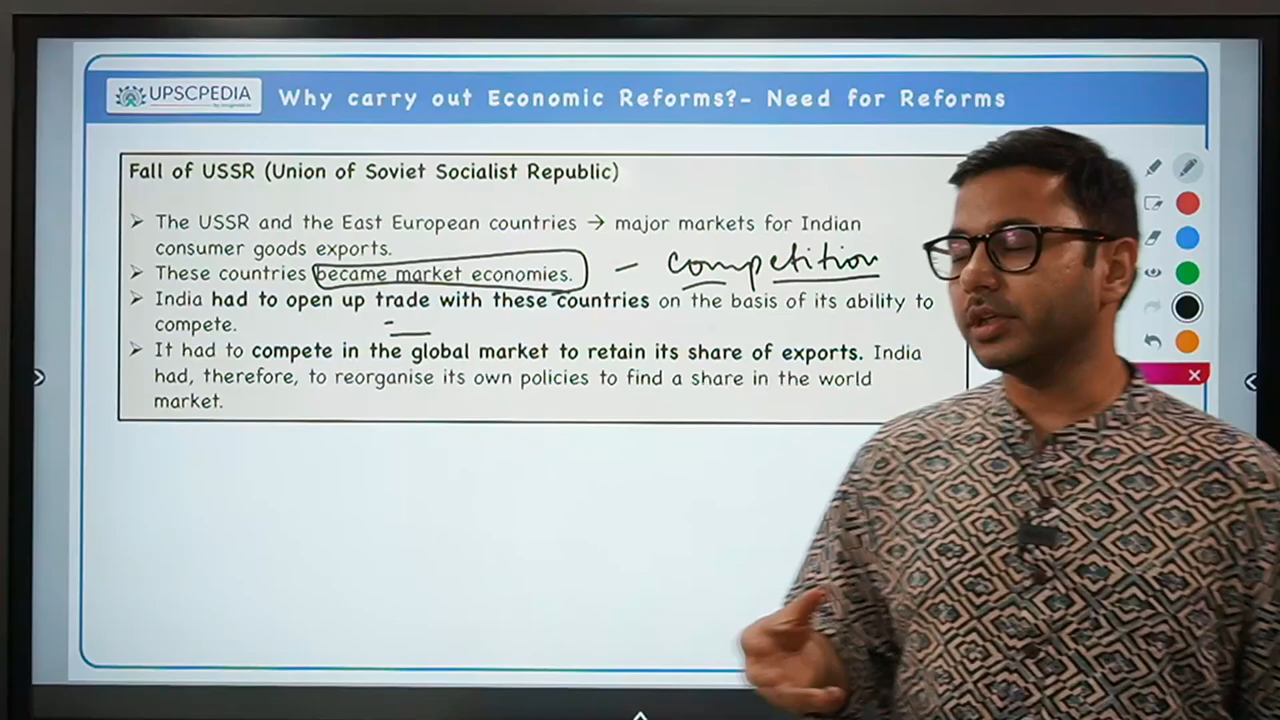 UPSCPEDIA
Why carry out Economic Reforms?- Need for Reforms
Fall of USSR (Union of Soviet Socialist Republic)
➤ The USSR and the East European countries → major markets for Indian
consumer goods exports.
➤ These countries became market economies. - competition
➤ India had to open up trade with these countries on the basis of its ability to
compete.
➤ It had to compete in the global market to retain its share of exports. India
had, therefore, to reorganise its own policies to find a share in the world
market.